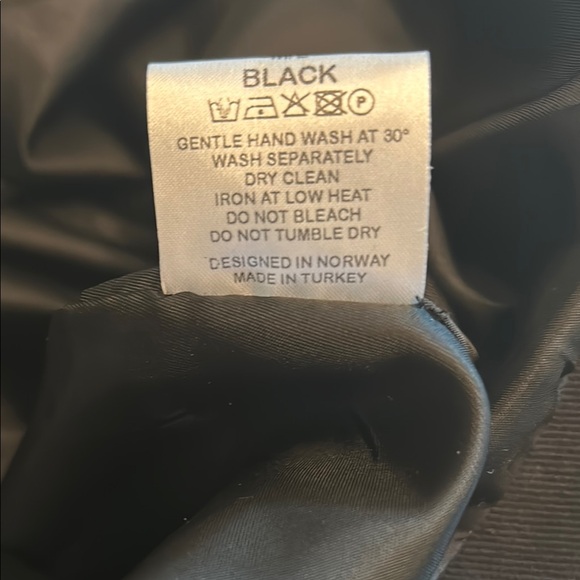 BLACK
P
GENTLE HAND WASH AT 30°
WASH SEPARATELY
DRY CLEAN
IRON AT LOW HEAT
DO NOT BLEACH
DO NOT TUMBLE DRY
DESIGNED IN NORWAY
MADE IN TURKEY